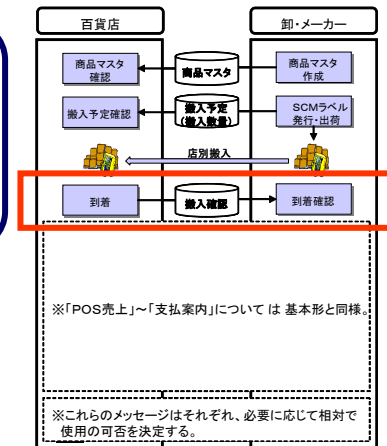 百貨店
卸・メーカー
商品マスタ
確認
商品マスタ
商品マスタ
作成
搬入予定確認
搬入予定
(搬入数量)
SCMラベル
発行・出荷
店別搬入
到着
搬入確認
到着確認
※「POS売上」~「支払案内」について は 基本形と同様。
※これらのメッセージはそれぞれ、必要に応じて相対で
使用の可否を決定する。